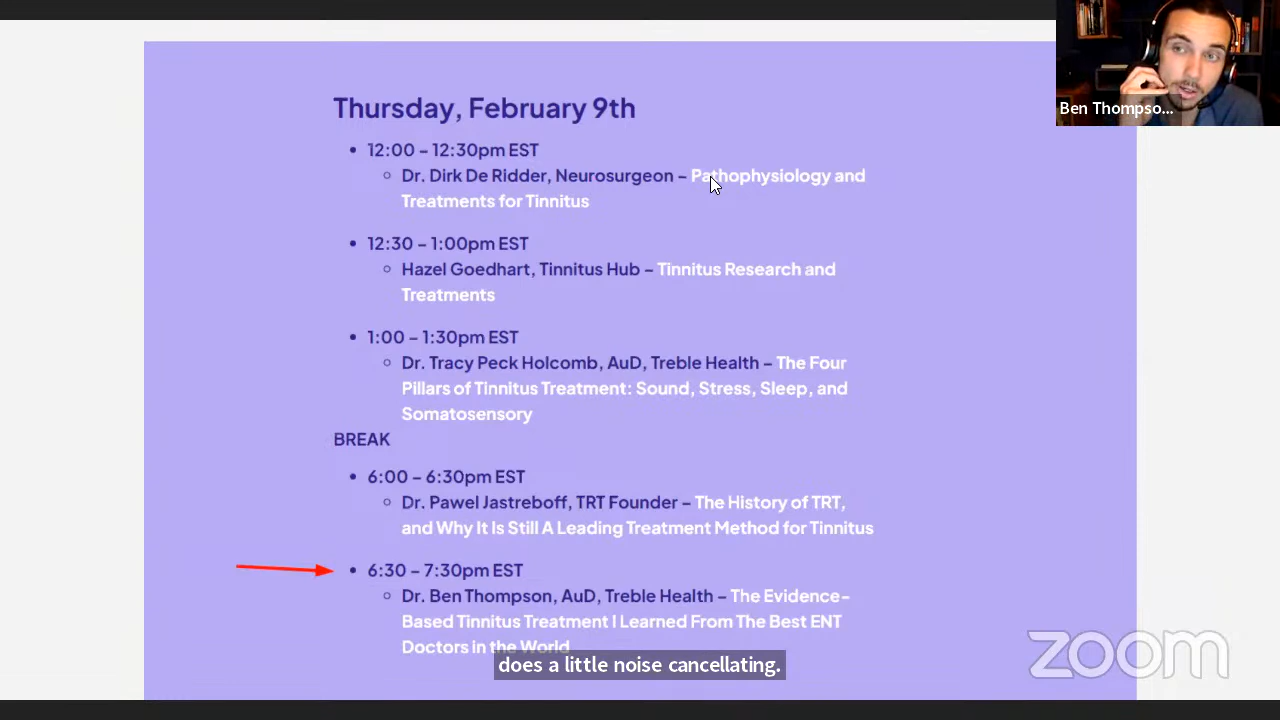 Thursday, February 9th
Ben Thompso...
• 12:00 – 12:30pm EST
◦ Dr. Dirk De Ridder, Neurosurgeon – Pathophysiology and
Treatments for Tinnitus
• 12:30 – 1:00pm EST
◦ Hazel Goedhart, Tinnitus Hub – Tinnitus Research and
Treatments
• 1:00 – 1:30pm EST
◦ Dr. Tracy Peck Holcomb, AuD, Treble Health – The Four
Pillars of Tinnitus Treatment: Sound, Stress, Sleep, and
Somatosensory
BREAK
• 6:00 – 6:30pm EST
◦ Dr. Pawel Jastreboff, TRT Founder – The History of TRT,
and Why It Is Still A Leading Treatment Method for Tinnitus
• 6:30 – 7:30pm EST
◦ Dr. Ben Thompson, AuD, Treble Health – The Evidence-
Based Tinnitus Treatment I Learned From The Best ENT
Doctors in the World
does a little noise cancellating.
zoom